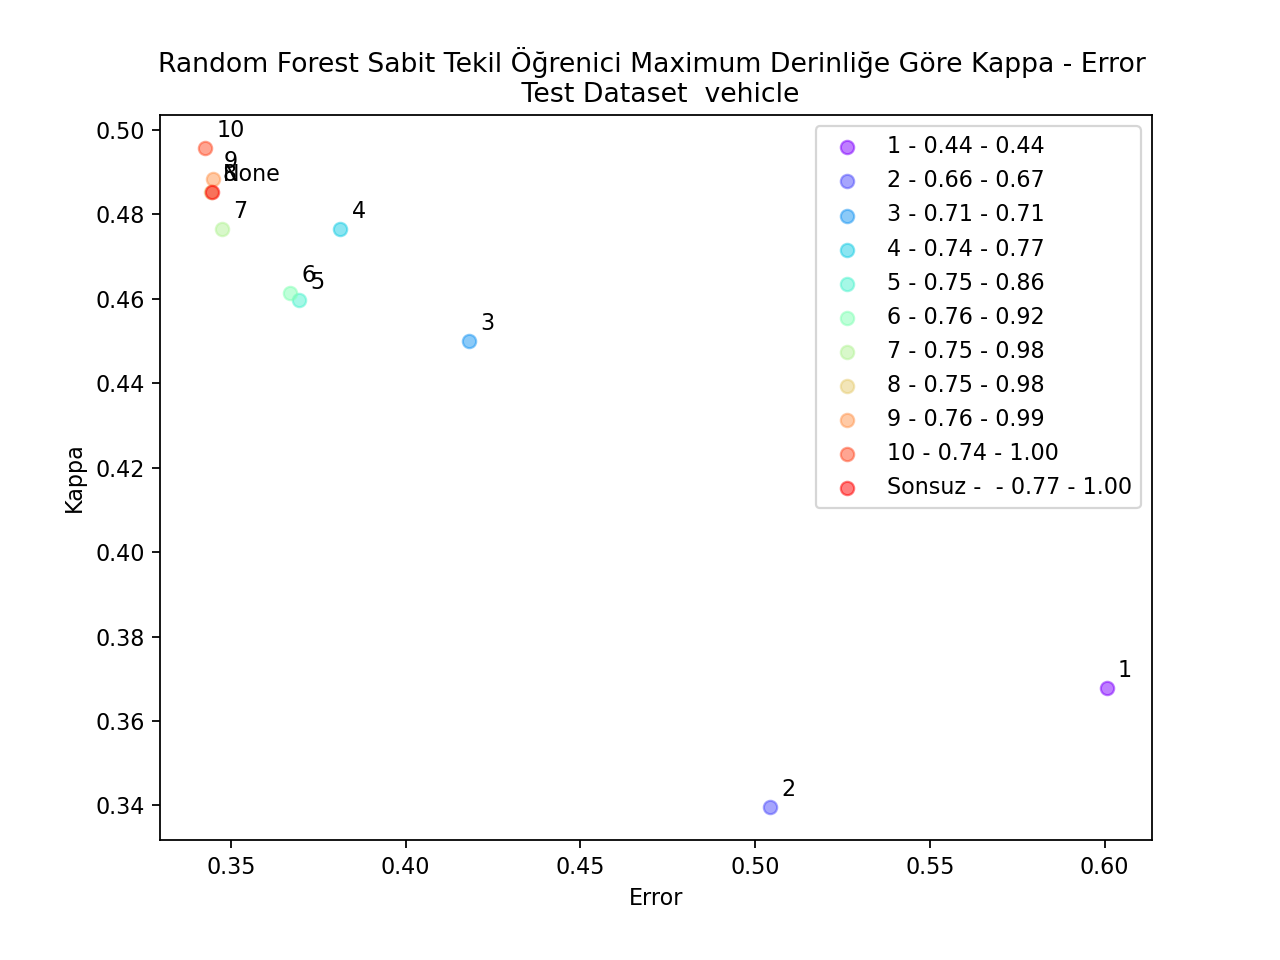 Random Forest Sabit Tekil Öğrenici Maximum Derinliğe Göre Kappa - Error
Test Dataset  vehicle
Kappa
0.50
0.48
0.46
0.44
0.42
0.40
0.38
0.36
0.34
10
9
8
None
7
4
6
5
3
1
2
1 - 0.44 - 0.44
2 - 0.66 - 0.67
3 - 0.71 - 0.71
4 - 0.74 - 0.77
5 - 0.75 - 0.86
6 - 0.76 - 0.92
7 - 0.75 - 0.98
8 - 0.75 - 0.98
9 - 0.76 - 0.99
10 - 0.74 - 1.00
Sonsuz -  - 0.77 - 1.00
0.35 0.40 0.45 0.50 0.55 0.60
Error